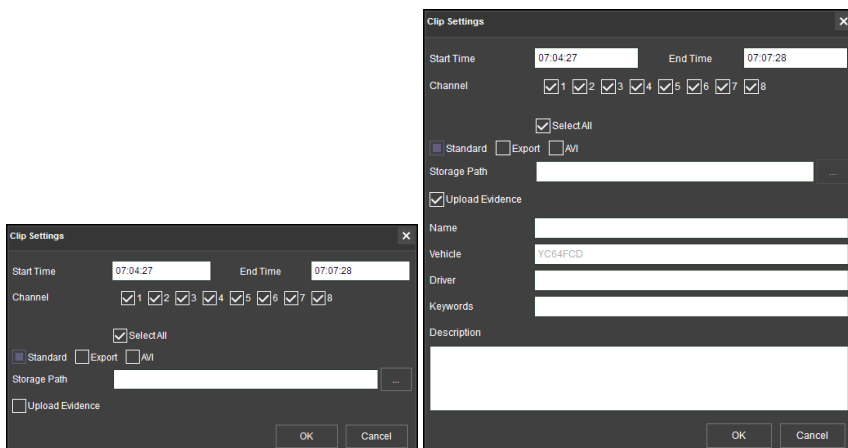 Clip Settings
Start Time 07:04:27 End Time 07:07:28
Channel 1 2 3 4 5 6 7 8
Select All
Standard Export AVI
Storage Path ...
Upload Evidence
OK Cancel
Clip Settings
Start Time 07:04:27 End Time 07:07:28
Channel 1 2 3 4 5 6 7 8
Select All
Standard Export AVI
Storage Path ...
Upload Evidence
Name
Vehicle YC64FCD
Driver
Keywords
Description
OK Cancel